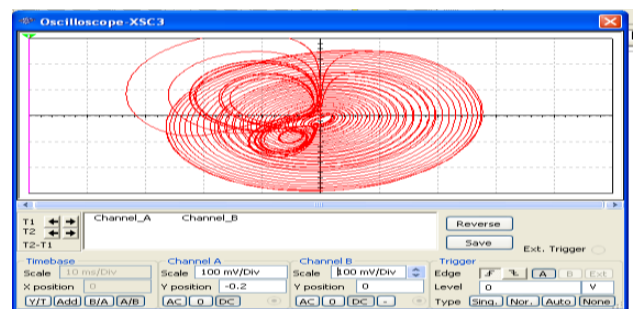 Oscilloscope-XSC3
T1
T2
T2-T1
Channel_A Channel_B
Reverse
Save
Ext. Trigger
Timebase
Scale 10 ms/Div
X position 0
Y/T Add B/A A/B
Channel A
Scale 100 mV/Div
Y position -0.2
AC 0 DC
Channel B
Scale 100 mV/Div
Y position 0
AC 0 DC -
Trigger
Edge A B Ext
Level 0 V
Type Sing. Nor. Auto None